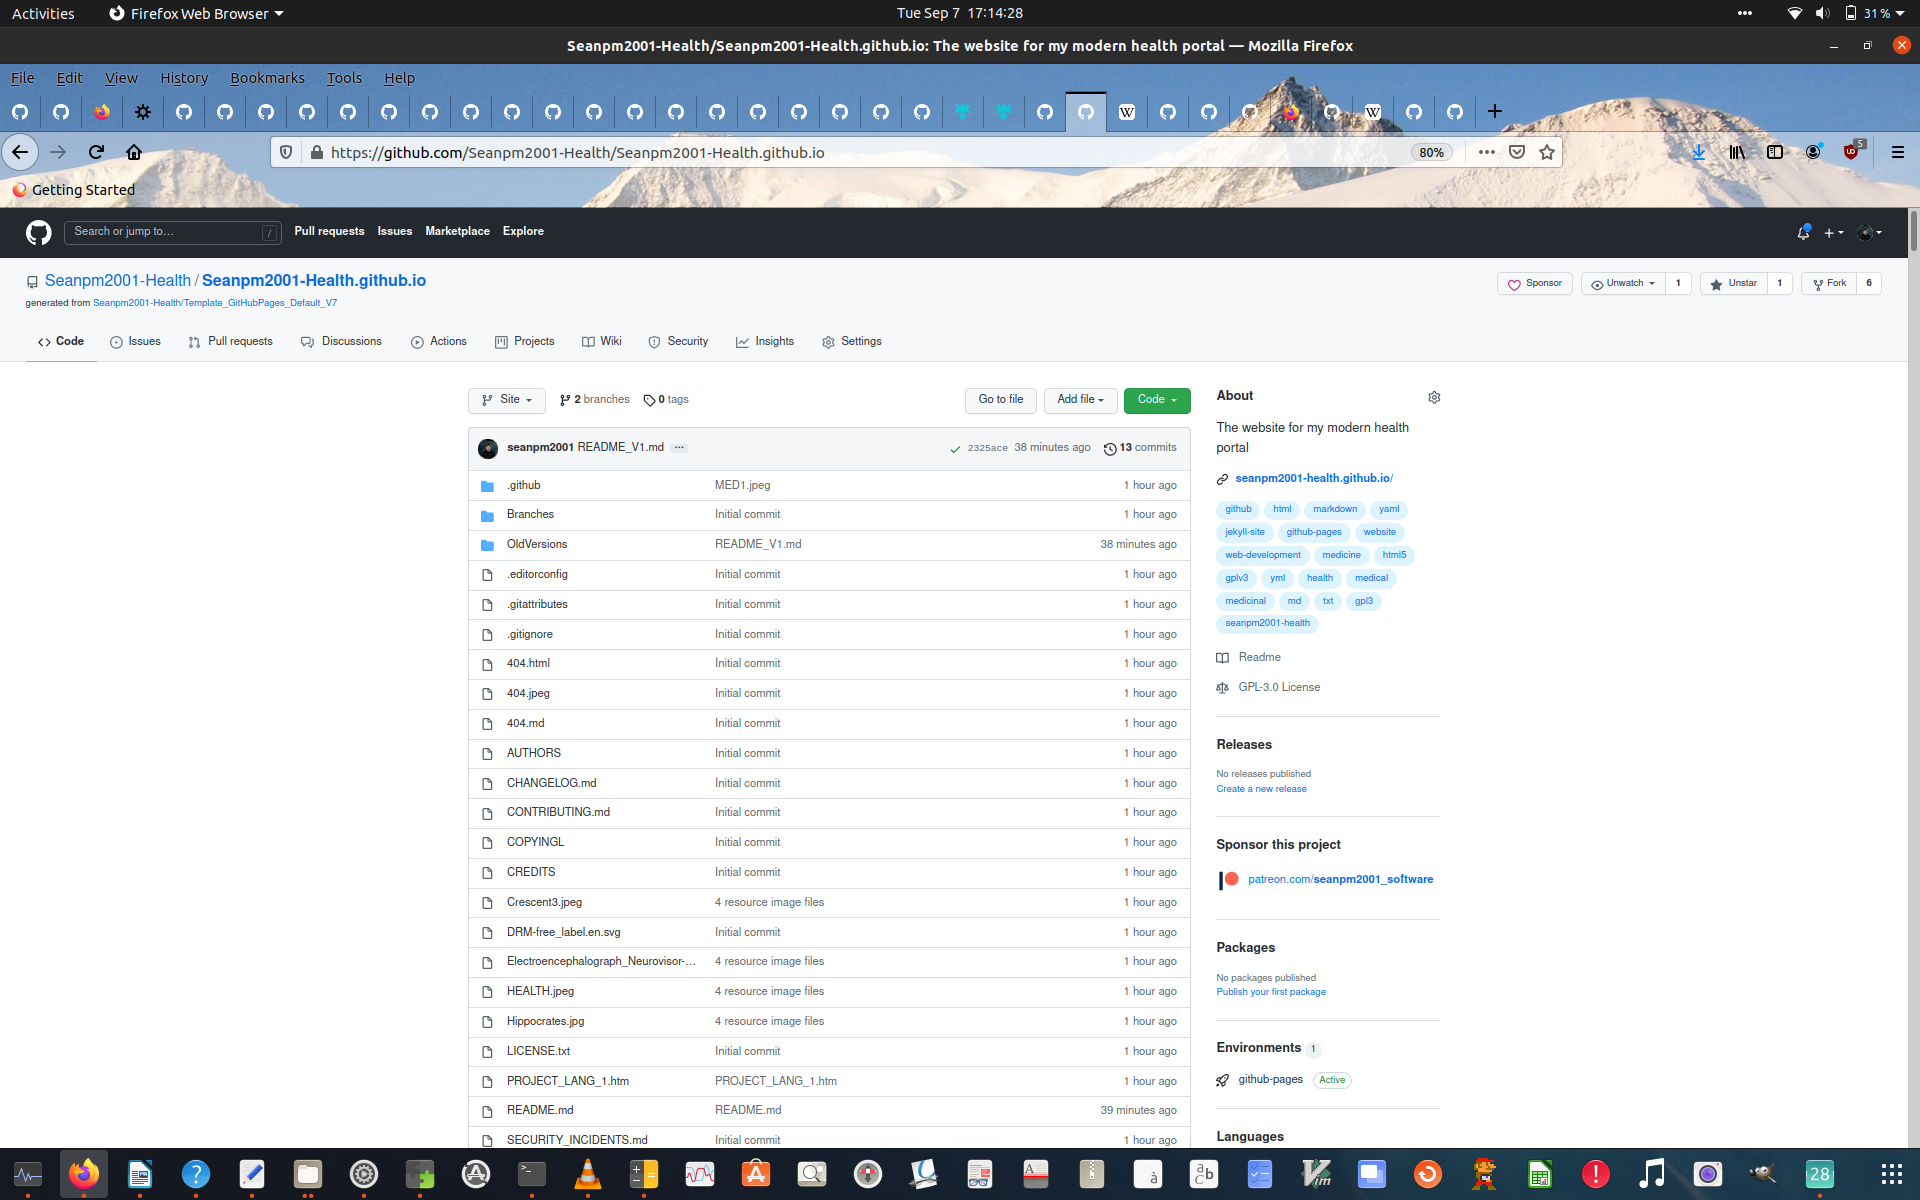 Activities
Firefox Web Browser
Tue Sep 7 17:14:28
31 %
Seanpm2001-Health/Seanpm2001-Health.github.io: The website for my modern health portal — Mozilla Firefox
File Edit View History Bookmarks Tools Help
https://github.com/Seanpm2001-Health/Seanpm2001-Health.github.io
80%
5
Getting Started
Search or jump to… /
Pull requests Issues Marketplace Explore
Seanpm2001-Health / Seanpm2001-Health.github.io
Sponsor Unwatch 1 Unstar 1 Fork 6
generated from Seanpm2001-Health/Template_GitHubPages_Default_V7
Code Issues Pull requests Discussions Actions Projects Wiki Security Insights Settings
Site 2 branches 0 tags Go to file Add file Code
seanpm2001 README_V1.md ... 2325ace 38 minutes ago 13 commits
.github MED1.jpeg 1 hour ago
Branches Initial commit 1 hour ago
OldVersions README_V1.md 38 minutes ago
.editorconfig Initial commit 1 hour ago
.gitattributes Initial commit 1 hour ago
.gitignore Initial commit 1 hour ago
404.html Initial commit 1 hour ago
404.jpeg Initial commit 1 hour ago
404.md Initial commit 1 hour ago
AUTHORS Initial commit 1 hour ago
CHANGELOG.md Initial commit 1 hour ago
CONTRIBUTING.md Initial commit 1 hour ago
COPYINGL Initial commit 1 hour ago
CREDITS Initial commit 1 hour ago
Crescent3.jpeg 4 resource image files 1 hour ago
DRM-free_label.en.svg Initial commit 1 hour ago
Electroencephalograph_Neurovisor-… 4 resource image files 1 hour ago
HEALTH.jpeg 4 resource image files 1 hour ago
Hippocrates.jpg 4 resource image files 1 hour ago
LICENSE.txt Initial commit 1 hour ago
PROJECT_LANG_1.htm PROJECT_LANG_1.htm 1 hour ago
README.md README.md 39 minutes ago
SECURITY_INCIDENTS.md Initial commit 1 hour ago
About
The website for my modern health
portal
seanpm2001-health.github.io/
github html markdown yaml
jekyll-site github-pages website
web-development medicine html5
gplv3 yml health medical
medicinal md txt gpl3
seanpm2001-health
Readme
GPL-3.0 License
Releases
No releases published
Create a new release
Sponsor this project
patreon.com/seanpm2001_software
Packages
No packages published
Publish your first package
Environments 1
github-pages Active
Languages
28